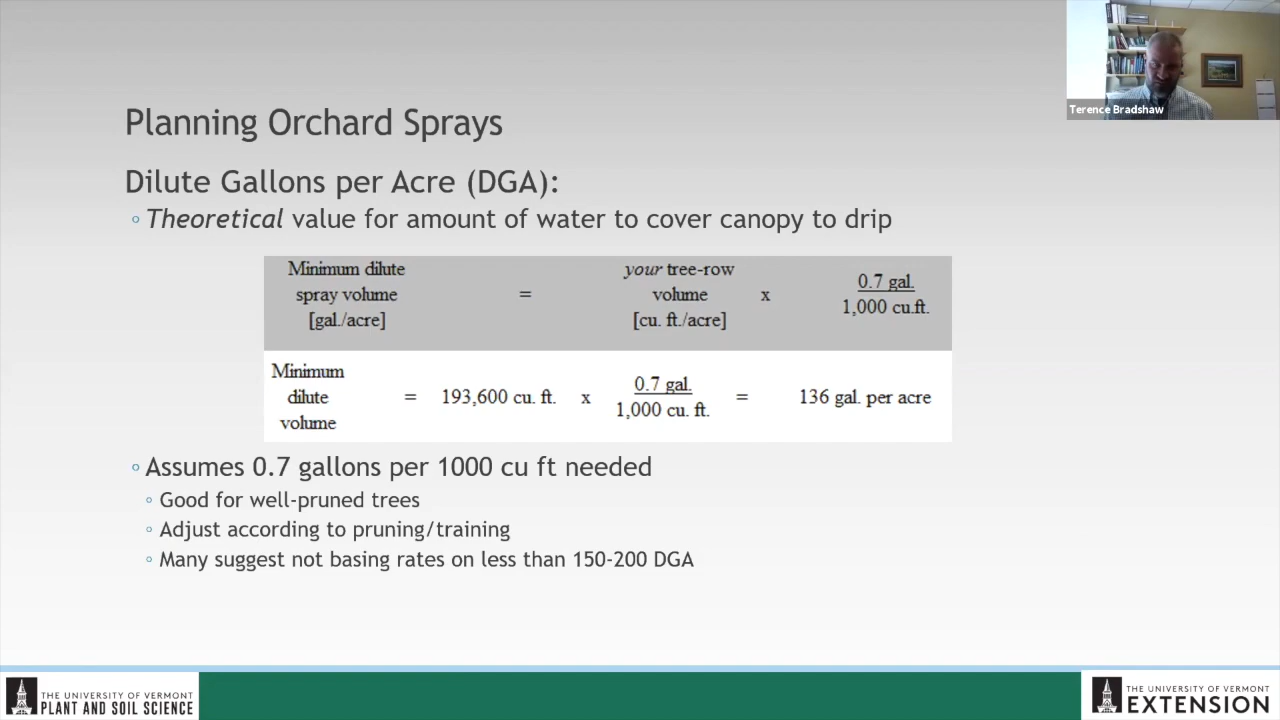 Terence Bradshaw
Planning Orchard Sprays
Dilute Gallons per Acre (DGA):
◦ Theoretical value for amount of water to cover canopy to drip
Minimum dilute
spray volume
[gal./acre]
=
your tree-row
volume
[cu. ft./acre]
x
0.7 gal.
1,000 cu.ft.
Minimum
dilute
volume
=
193,600 cu. ft.
x
0.7 gal.
1,000 cu. ft.
=
136 gal. per acre
◦ Assumes 0.7 gallons per 1000 cu ft needed
◦ Good for well-pruned trees
◦ Adjust according to pruning/training
◦ Many suggest not basing rates on less than 150-200 DGA
THE UNIVERSITY OF VERMONT
PLANT AND SOIL SCIENCE
THE UNIVERSITY OF VERMONT
EXTENSION